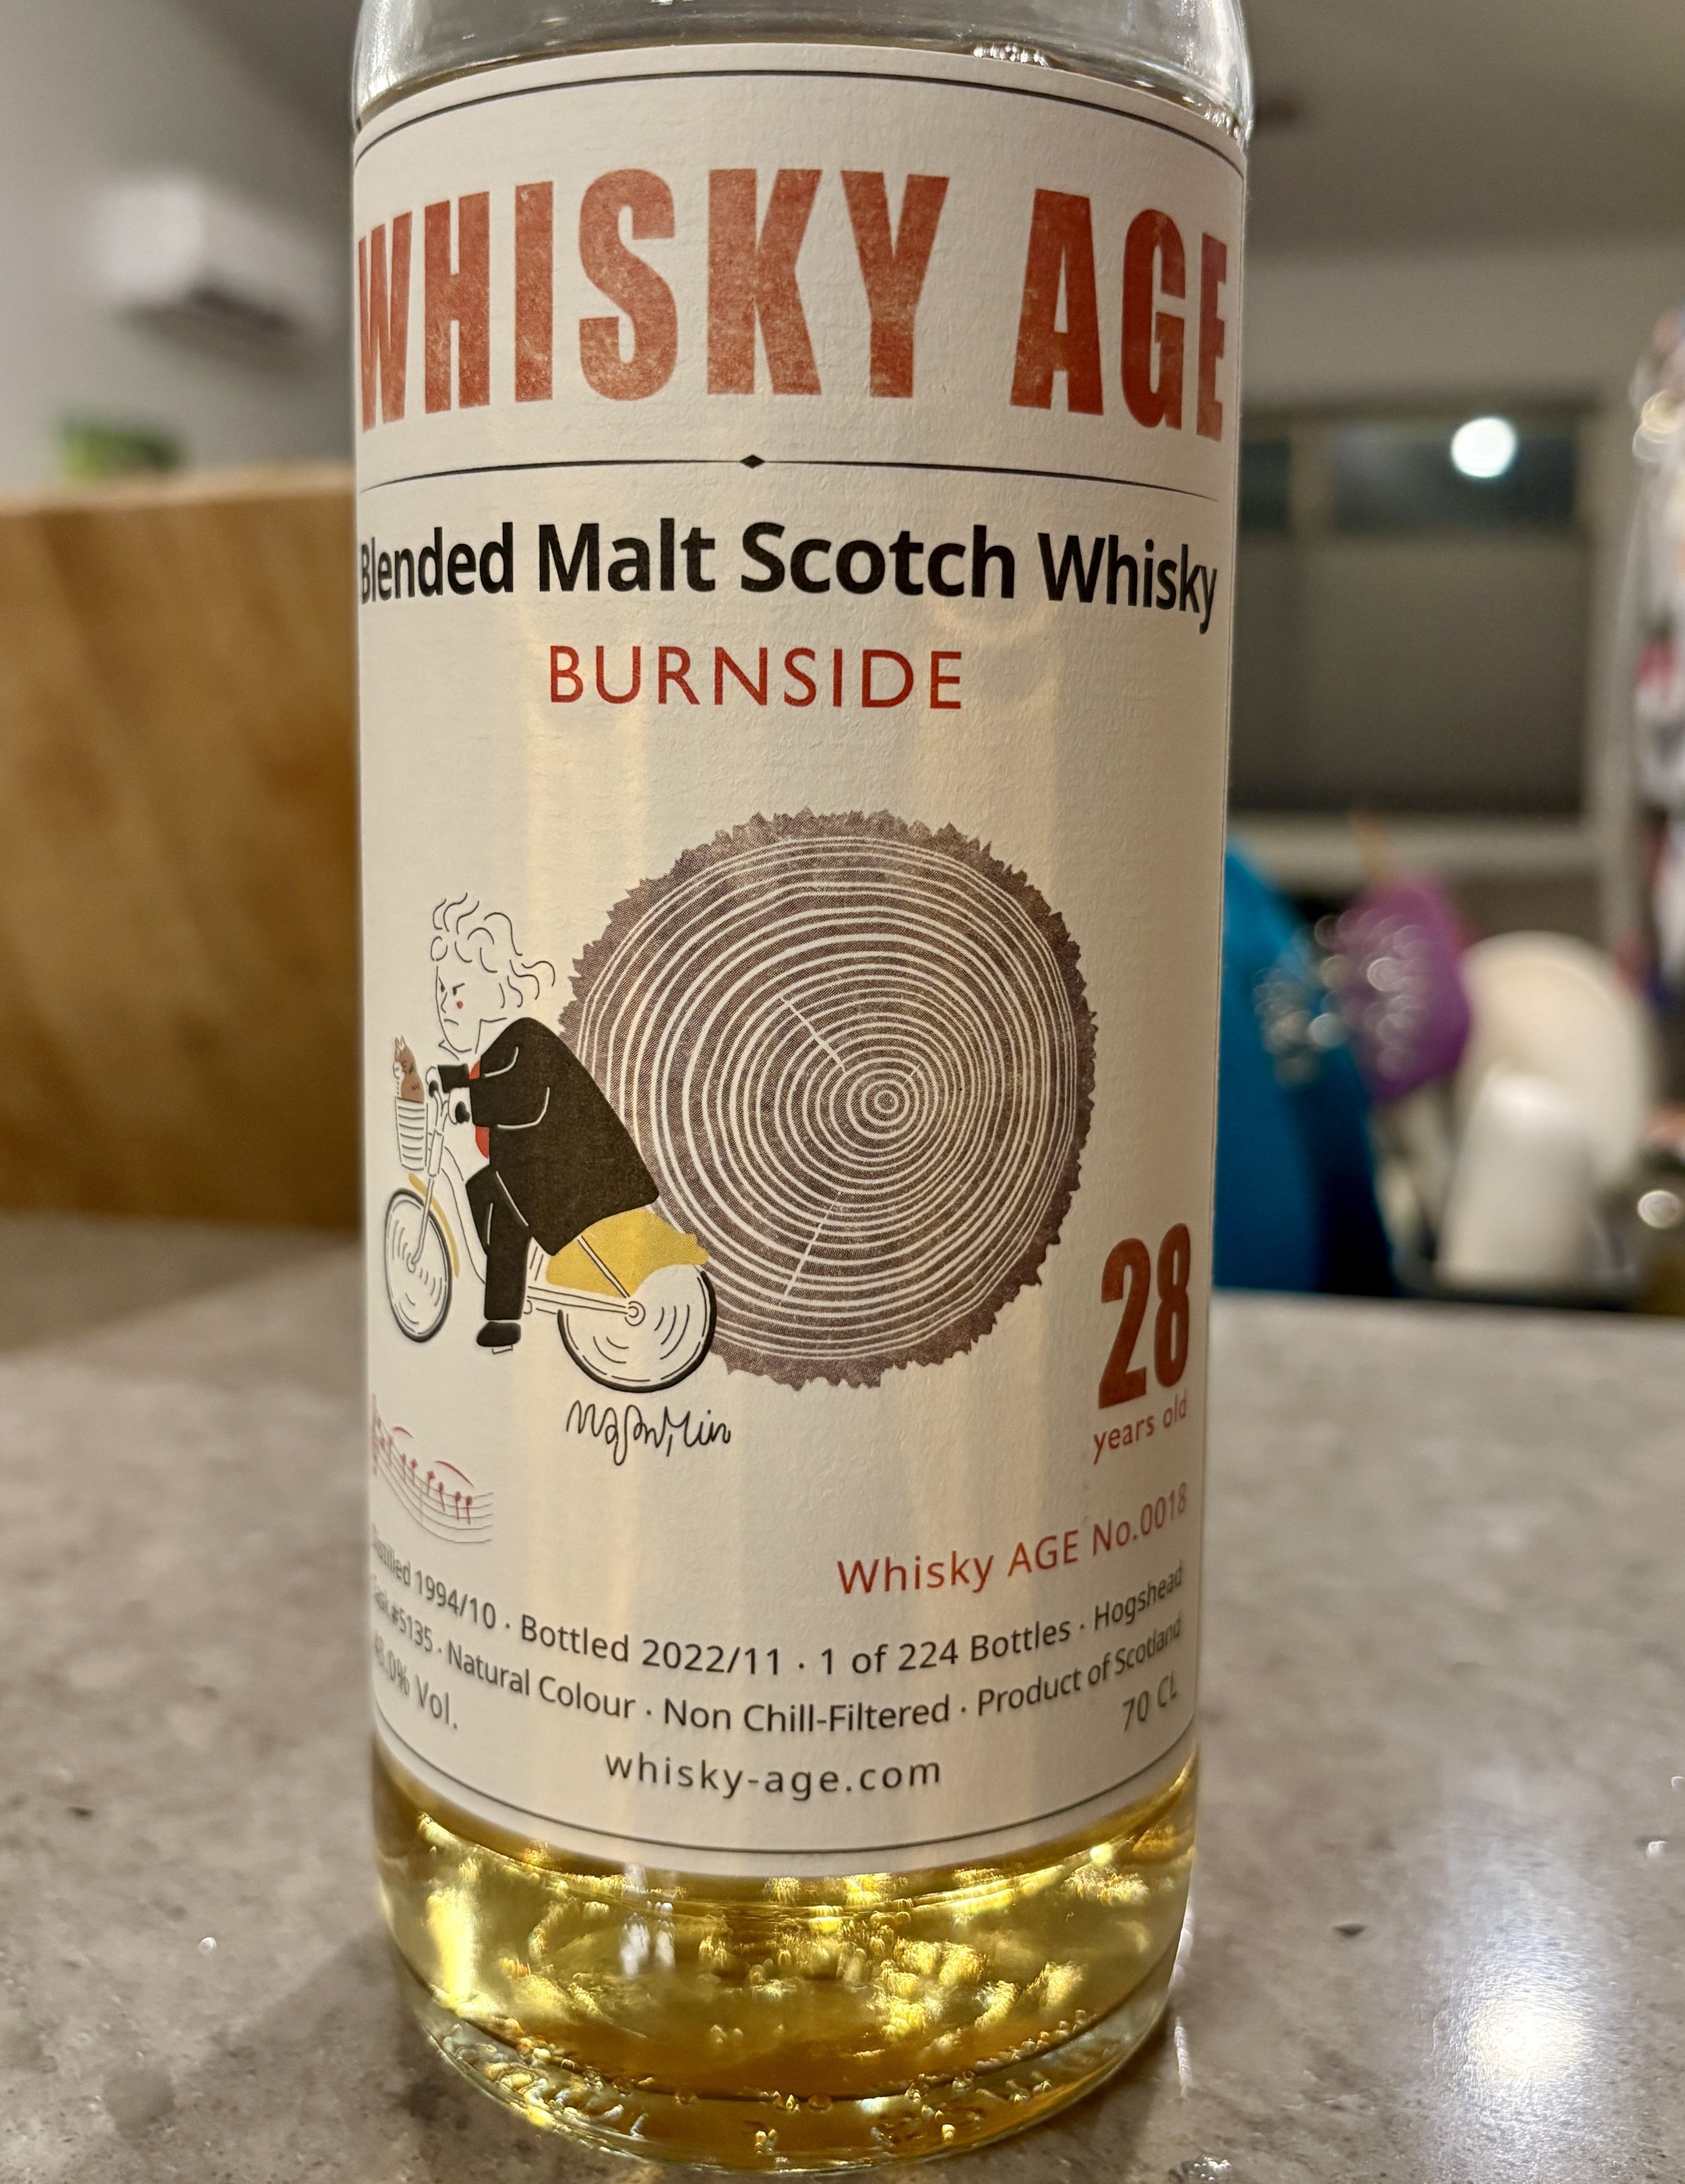 WHISKY AGE
Blended Malt Scotch Whisky
BURNSIDE
28
years old
Whisky AGE No.0018
Distilled 1994/10 · Bottled 2022/11 · 1 of 224 Bottles · Hogshead
Cask #5135 · Natural Colour · Non Chill-Filtered · Product of Scotland
Vol.
70 CL
whisky-age.com